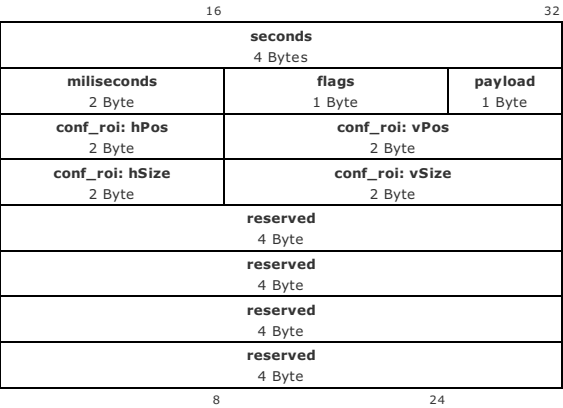 16 32
seconds
4 Bytes
miliseconds flags payload
2 Byte 1 Byte 1 Byte
conf_roi: hPos conf_roi: vPos
2 Byte 2 Byte
conf_roi: hSize conf_roi: vSize
2 Byte 2 Byte
reserved
4 Byte
reserved
4 Byte
reserved
4 Byte
reserved
4 Byte
8 24